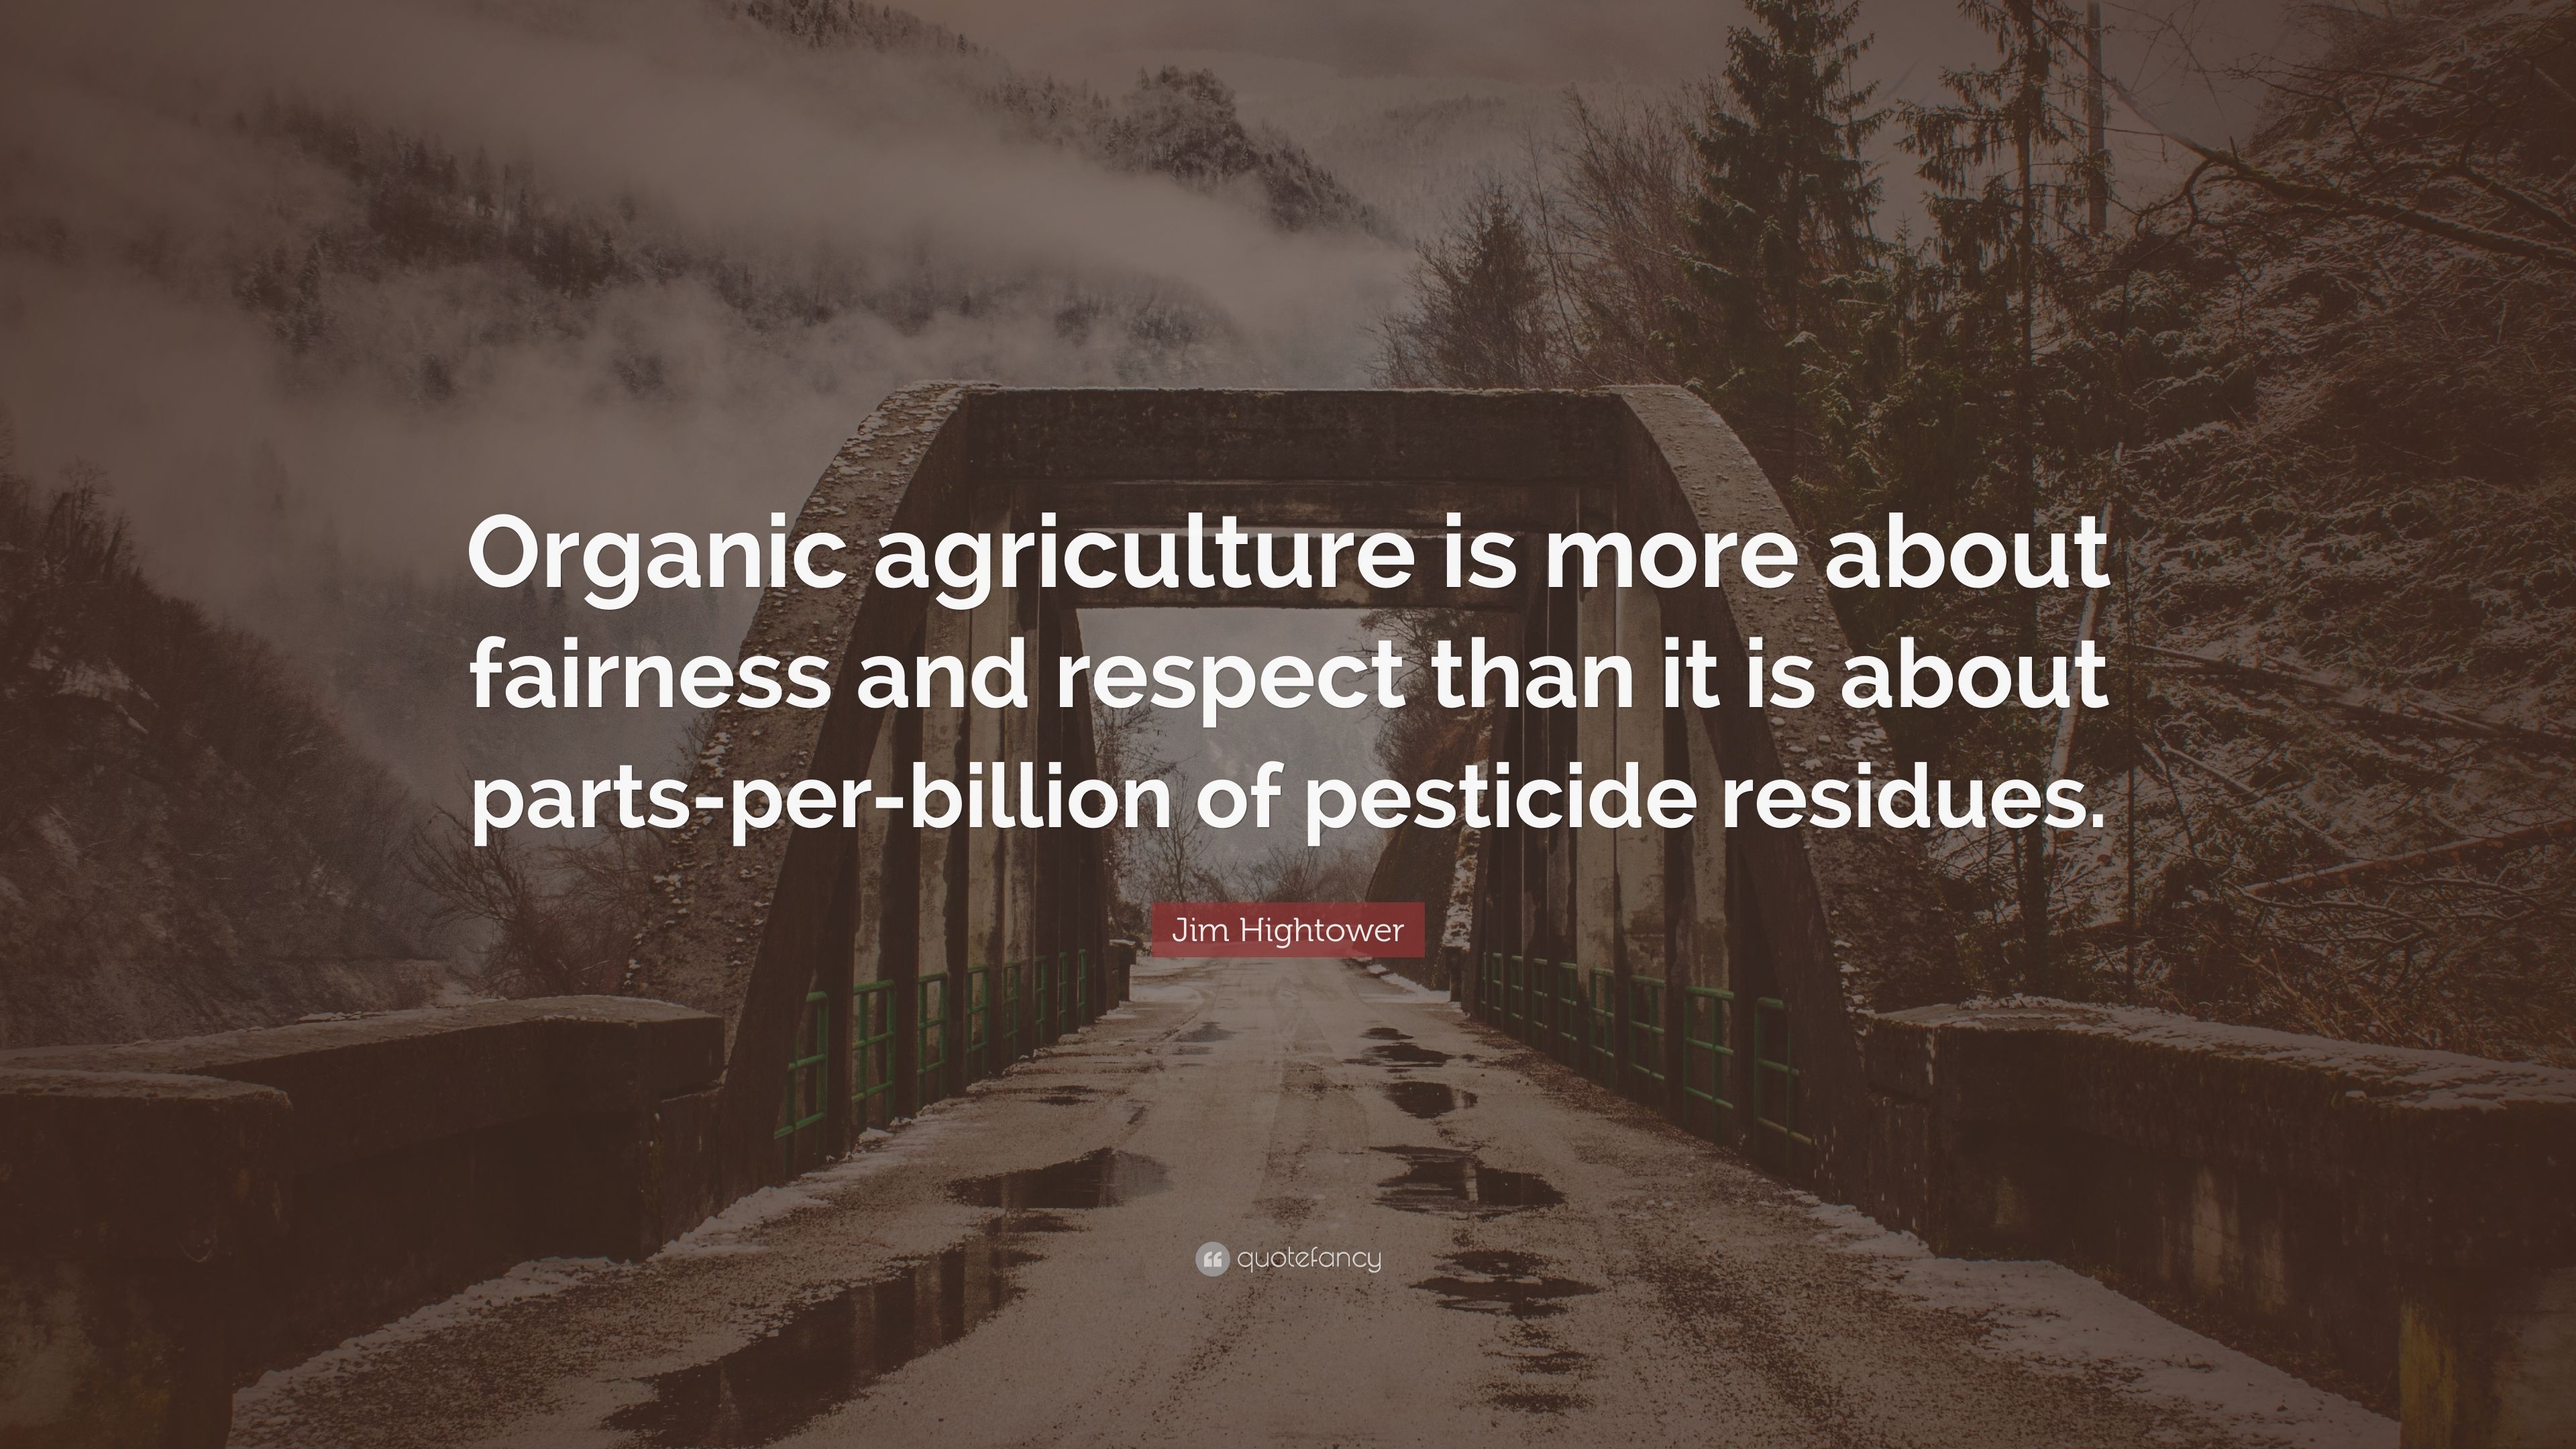 Organic agriculture is more about
fairness and respect than it is about
parts-per-billion of pesticide residues.
Jim Hightower
quotefancy